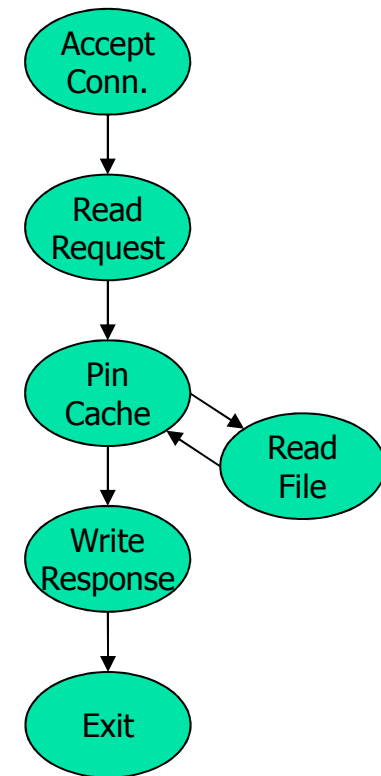 Accept
Conn.
Read
Request
Pin
Cache
Read
File
Write
Response
Exit